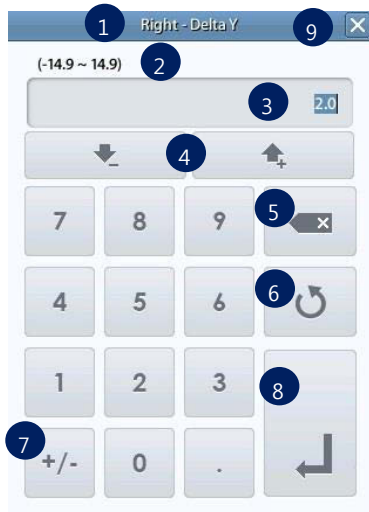 1 Right - Delta Y 9
(-14.9 ~ 14.9) 2
3 2.0
- 4 +
7 8 9 5 x
4 5 6 6
1 2 3 8
7
+/- 0 .